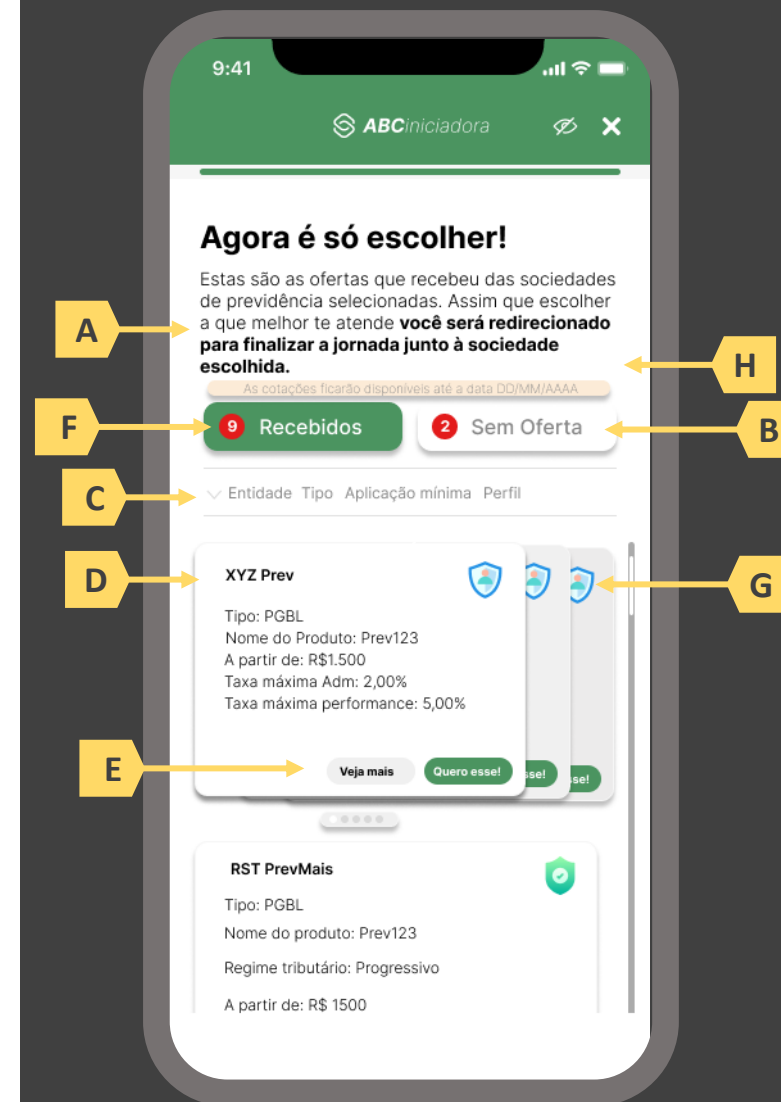 9:41
ABCiniciadora
Agora é só escolher!
Estas são as ofertas que recebeu das sociedades
de previdência selecionadas. Assim que escolher
a que melhor te atende você será redirecionado
para finalizar a jornada junto à sociedade
escolhida.
A
H
As cotações ficarão disponíveis até a data DD/MM/AAAA
F
9 Recebidos
2 Sem Oferta
B
C
Entidade Tipo Aplicação mínima Perfil
D
XYZ Prev
G
Tipo: PGBL
Nome do Produto: Prev123
A partir de: R$1.500
Taxa máxima Adm: 2,00%
Taxa máxima performance: 5,00%
E
Veja mais
Quero esse!
sse!
sse!
RST PrevMais
Tipo: PGBL
Nome do produto: Prev123
Regime tributário: Progressivo
A partir de: R$ 1500